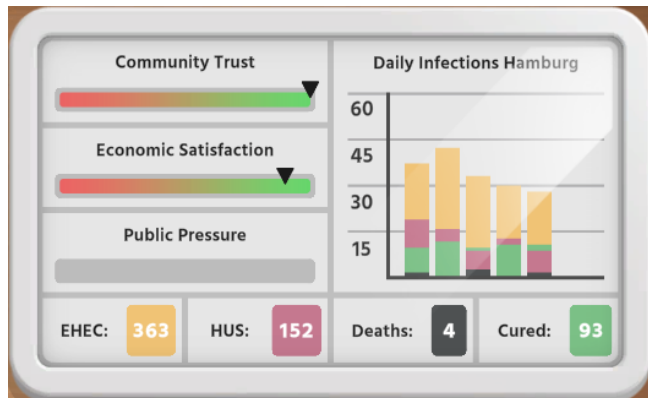 Community Trust
Economic Satisfaction
Public Pressure
Daily Infections Hamburg
60
45
30
15
EHEC: 363
HUS: 152
Deaths: 4
Cured: 93